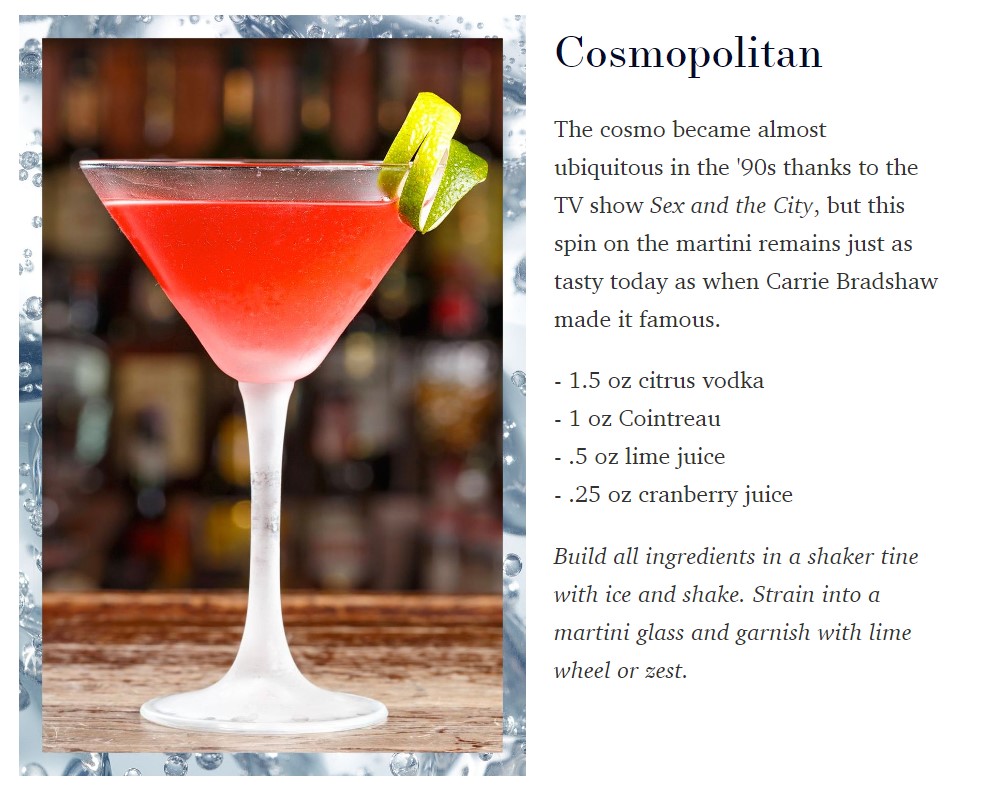 Cosmopolitan
The cosmo became almost
ubiquitous in the '90s thanks to the
TV show Sex and the City, but this
spin on the martini remains just as
tasty today as when Carrie Bradshaw
made it famous.
- 1.5 oz citrus vodka
- 1 oz Cointreau
- .5 oz lime juice
- .25 oz cranberry juice
Build all ingredients in a shaker tine
with ice and shake. Strain into a
martini glass and garnish with lime
wheel or zest.